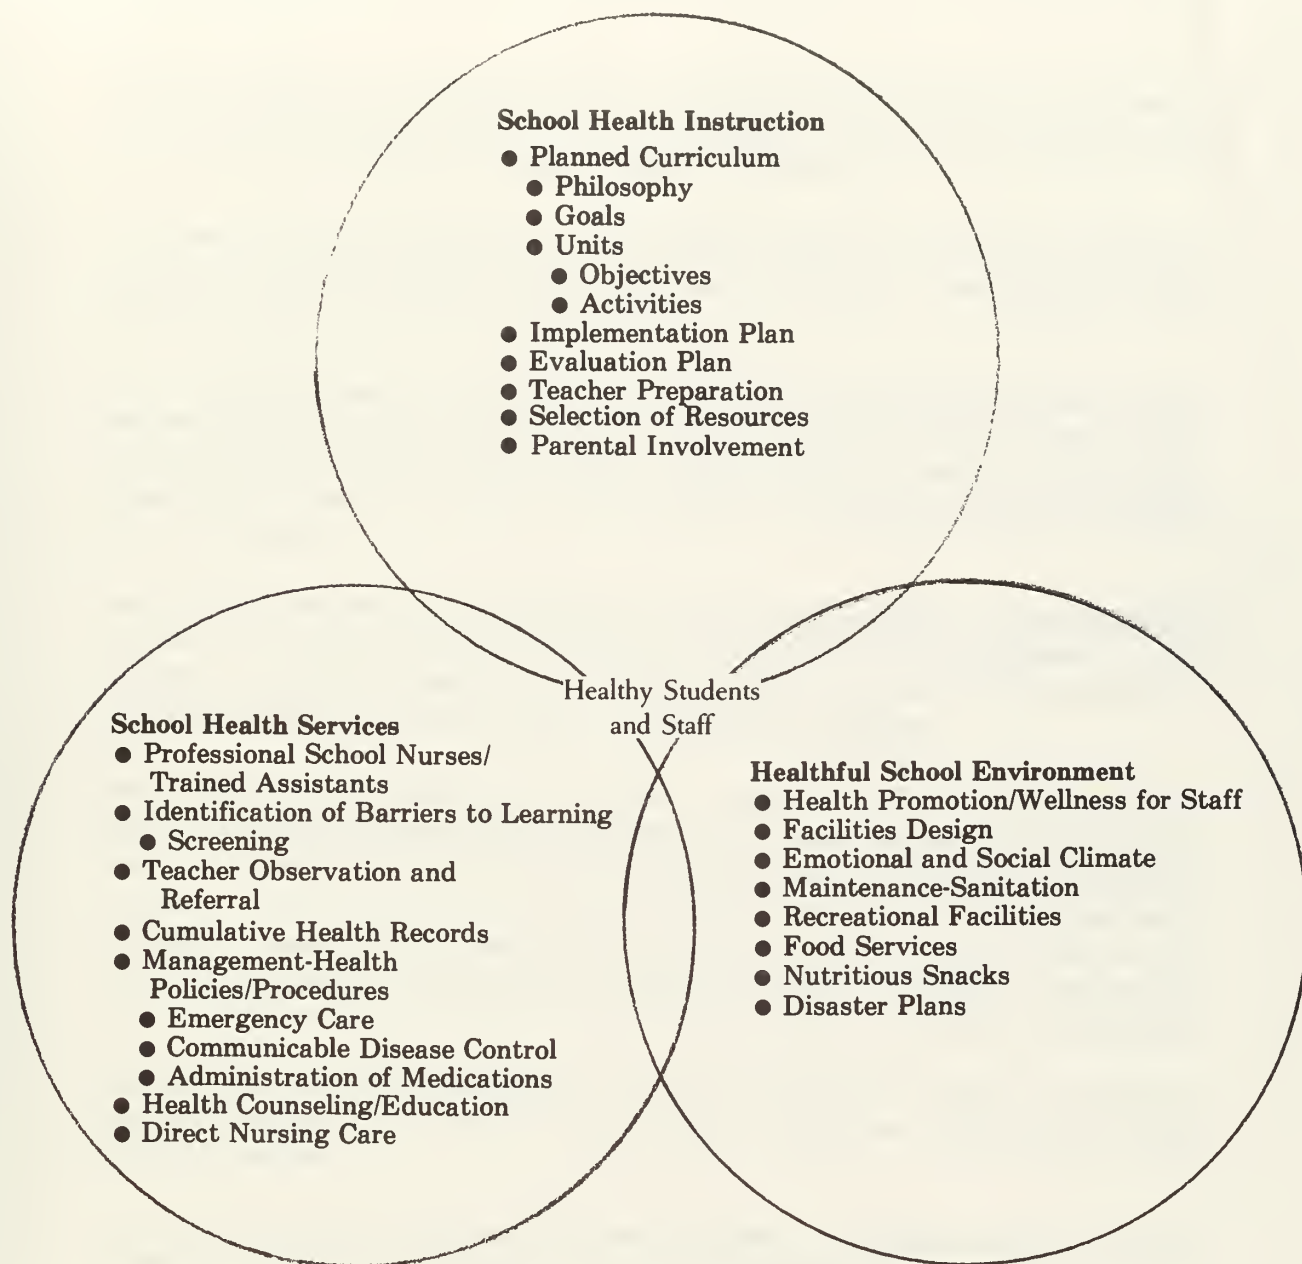 School Health Instruction
● Planned Curriculum
● Philosophy
● Goals
● Units
● Objectives
● Activities
● Implementation Plan
● Evaluation Plan
● Teacher Preparation
● Selection of Resources
● Parental Involvement
Healthy Students
and Staff
School Health Services
● Professional School Nurses/
Trained Assistants
● Identification of Barriers to Learning
● Screening
● Teacher Observation and
Referral
● Cumulative Health Records
● Management-Health
Policies/Procedures
● Emergency Care
● Communicable Disease Control
● Administration of Medications
● Health Counseling/Education
● Direct Nursing Care
Healthful School Environment
● Health Promotion/Wellness for Staff
● Facilities Design
● Emotional and Social Climate
● Maintenance-Sanitation
● Recreational Facilities
● Food Services
● Nutritious Snacks
● Disaster Plans